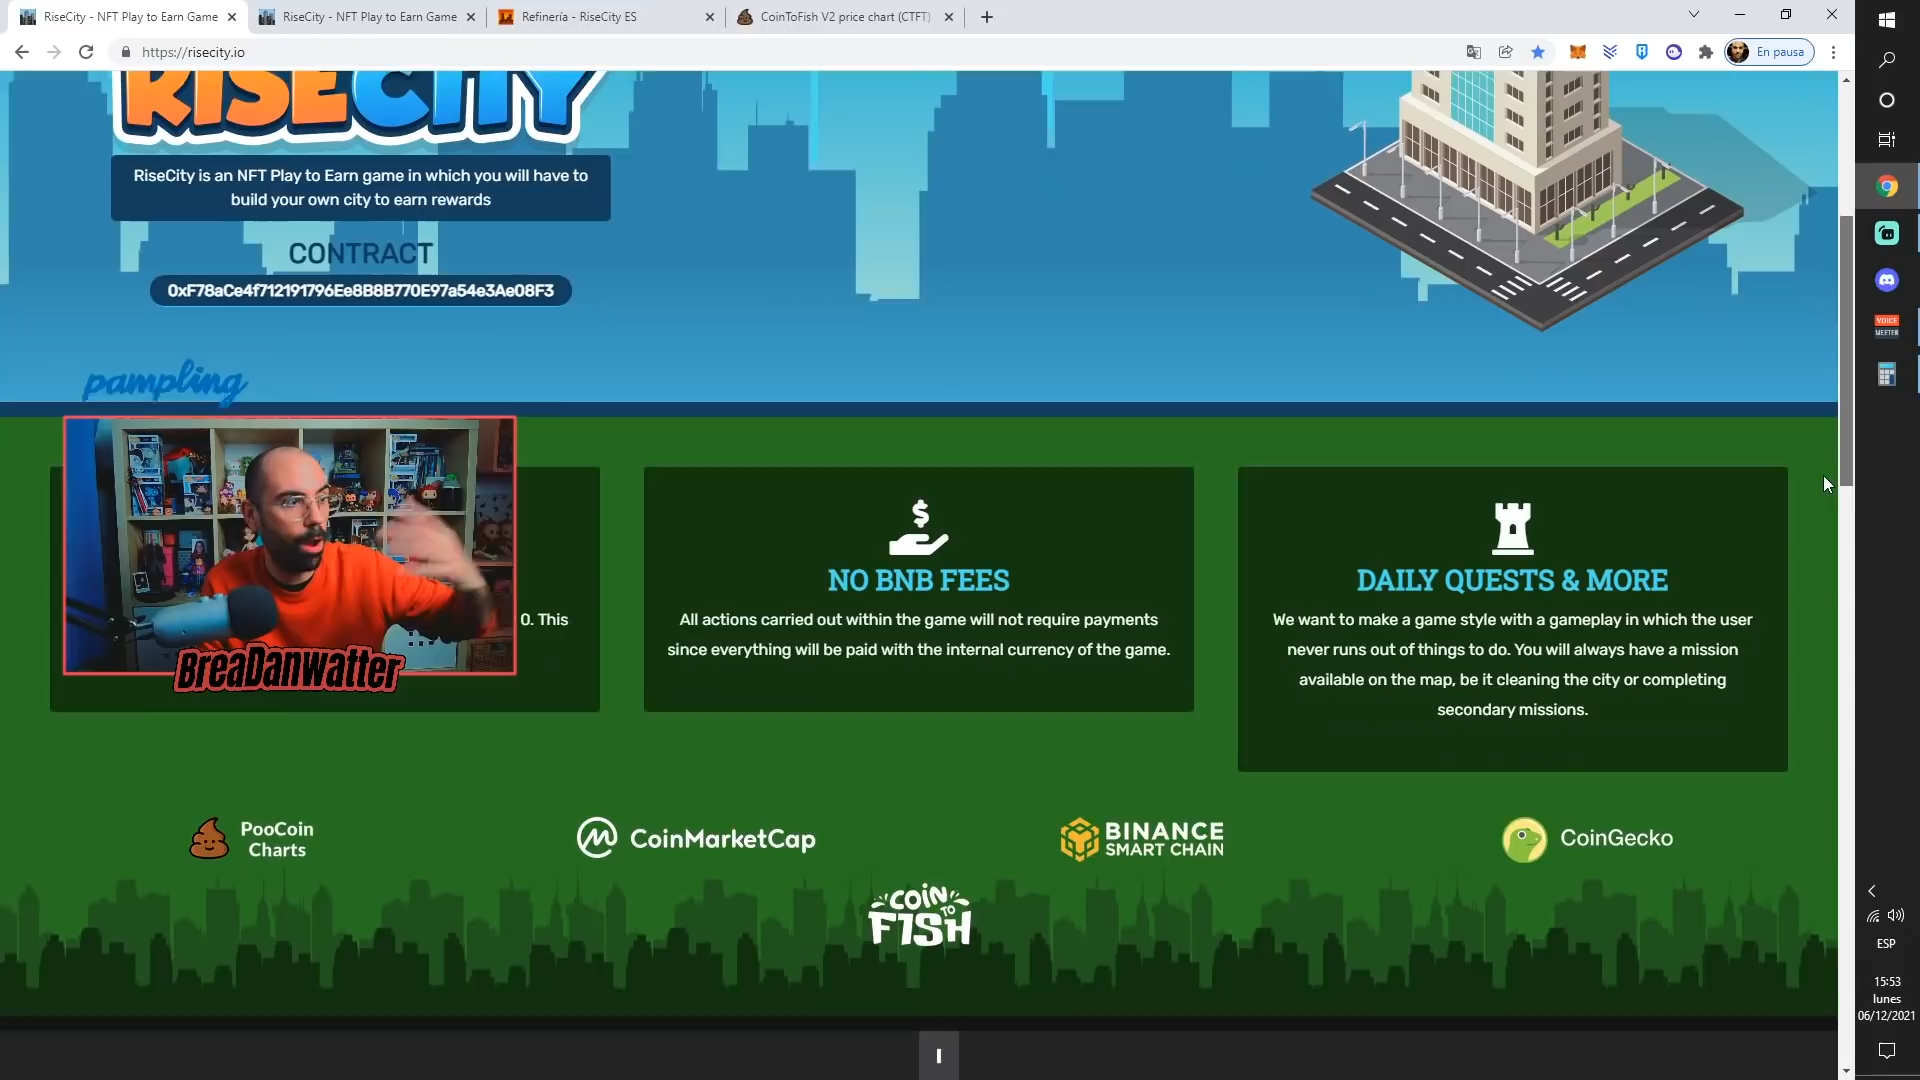 RiseCity - NFT Play to Earn Game
RiseCity - NFT Play to Earn Game
Refinería - RiseCity ES
CoinToFish V2 price chart (CTFT)
https://risecity.io
En pausa
RISECITY
RiseCity is an NFT Play to Earn game in which you will have to
build your own city to earn rewards
CONTRACT
0xF78aCe4f712191796Ee8B8B770E97a54e3Ae08F3
pampling
BreaDanwatter
0. This
NO BNB FEES
All actions carried out within the game will not require payments
since everything will be paid with the internal currency of the game.
DAILY QUESTS & MORE
We want to make a game style with a gameplay in which the user
never runs out of things to do. You will always have a mission
available on the map, be it cleaning the city or completing
secondary missions.
PooCoin
Charts
CoinMarketCap
BINANCE
SMART CHAIN
CoinGecko
COIN
TO
FISH
VOICE
MEETER
ESP
15:53
lunes
06/12/2021